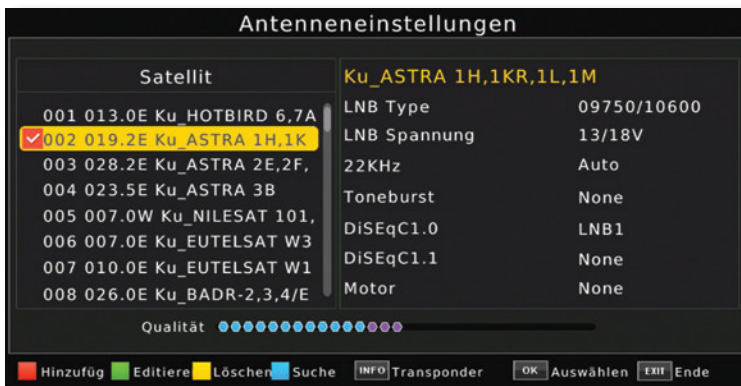 Antenneneinstellungen
Satellit
001 013.0E Ku_HOTBIRD 6,7A
002 019.2E Ku_ASTRA 1H,1K
003 028.2E Ku_ASTRA 2E,2F,
004 023.5E Ku_ASTRA 3B
005 007.0W Ku_NILESAT 101,
006 007.0E Ku_EUTELSAT W3
007 010.0E Ku_EUTELSAT W1
008 026.0E Ku_BADR-2,3,4/E
Ku_ASTRA 1H,1KR,1L,1M
LNB Type 09750/10600
LNB Spannung 13/18V
22KHz Auto
Toneburst None
DiSEqC1.0 LNB1
DiSEqC1.1 None
Motor None
Qualität
Hinzufüg Editiere Löschen Suche INFO Transponder OK Auswählen EXIT Ende